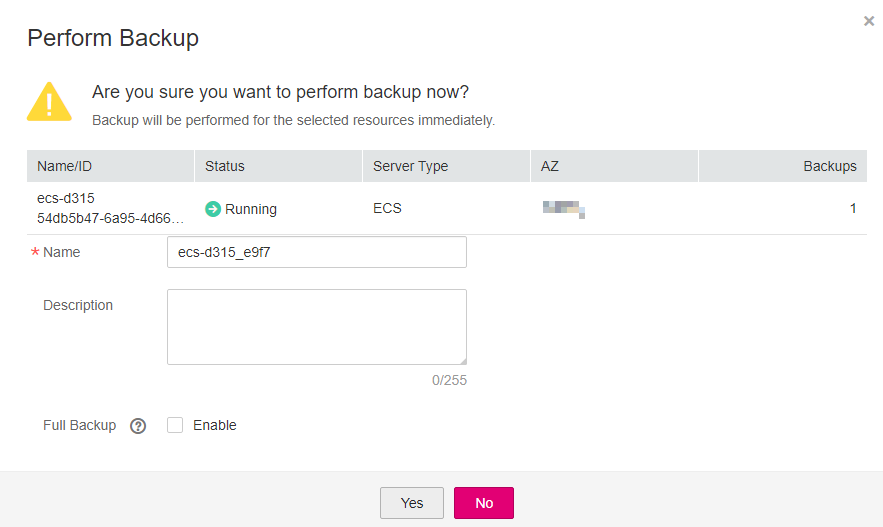 Perform Backup
×
Are you sure you want to perform backup now?
Backup will be performed for the selected resources immediately.
Name/ID Status Server Type AZ Backups
ecs-d315
54db5b47-6a95-4d66... Running ECS 1
* Name ecs-d315_e9f7
Description
0/255
Full Backup ? Enable
Yes No